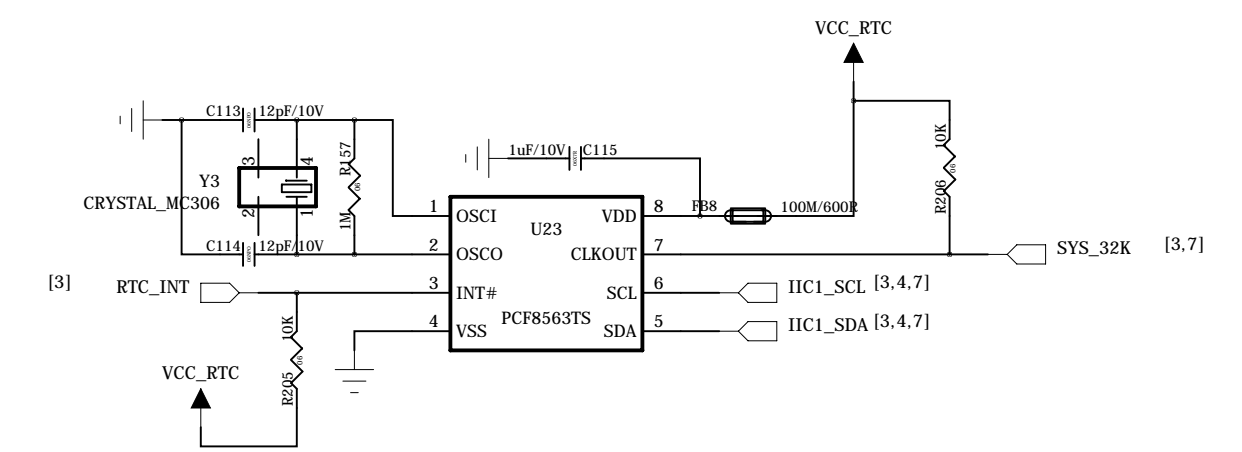 VCC_RTC
C113 12pF/10V
1uF/10V C115
R157
10K
Y3
3 4
CRYSTAL_MC306
2 1
1M
1 OSCI
U23
VDD 8
FB8 100M/600R
R206
C114 12pF/10V
2 OSCO
CLKOUT 7
SYS_32K [3,7]
[3] RTC_INT
3 INT#
SCL 6
IIC1_SCL [3,4,7]
4 VSS
PCF8563TS
SDA 5
IIC1_SDA [3,4,7]
10K
VCC_RTC
R205